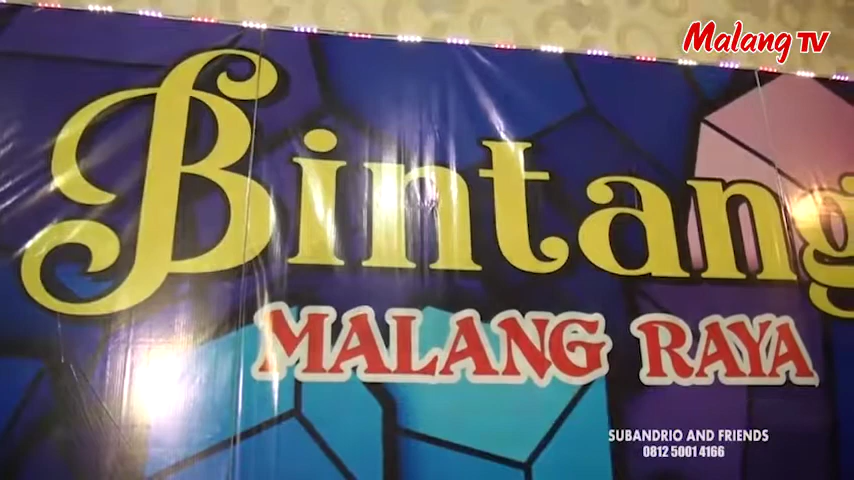 Malang TV
Bintang
MALANG RAYA
SUBANDRIO AND FRIENDS
0812 5001 4166